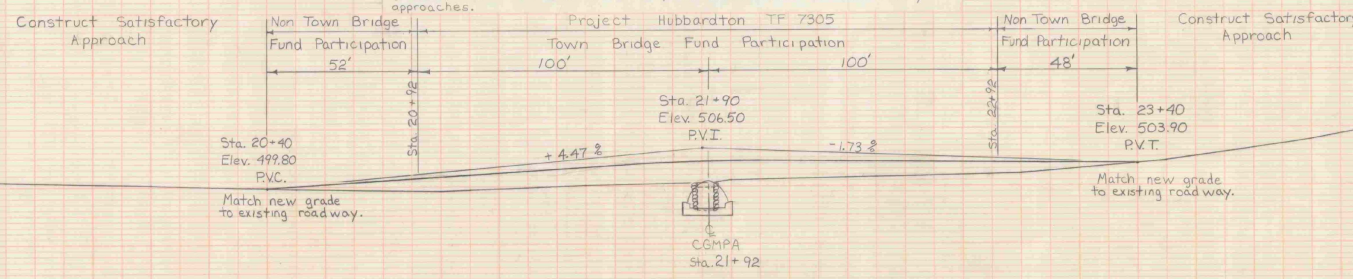 approaches.
Construct Satisfactory
Approach
Non Town Bridge
Fund Participation
52'
Project Hubbardton TF 7305
Town Bridge Fund Participation
100'
100'
Non Town Bridge
Fund Participation
48'
Construct Satisfactory
Approach
Sta. 20+92
Sta. 22+92
Sta. 21+90
Elev. 506.50
P.V.I.
Sta. 23+40
Elev. 503.90
P.V.T.
Sta. 20+40
Elev. 499.80
P.V.C.
+4.47 %
-1.73 %
Match new grade
to existing roadway.
Match new grade
to existing roadway.
℄
CGMPA
Sta. 21+92